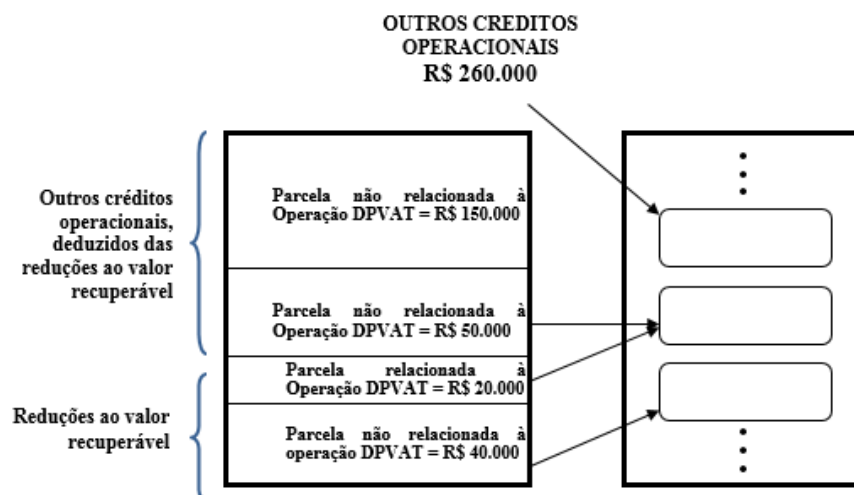 OUTROS CREDITOS
OPERACIONAIS
R$ 260.000
Outros créditos
operacionais,
deduzidos das
reduções ao valor
recuperável
Parcela não relacionada à
Operação DPVAT = R$ 150.000
Parcela não relacionada à
Operação DPVAT = R$ 50.000
Parcela relacionada à
Operação DPVAT = R$ 20.000
Reduções ao valor
recuperável
Parcela não relacionada à
operação DPVAT = R$ 40.000